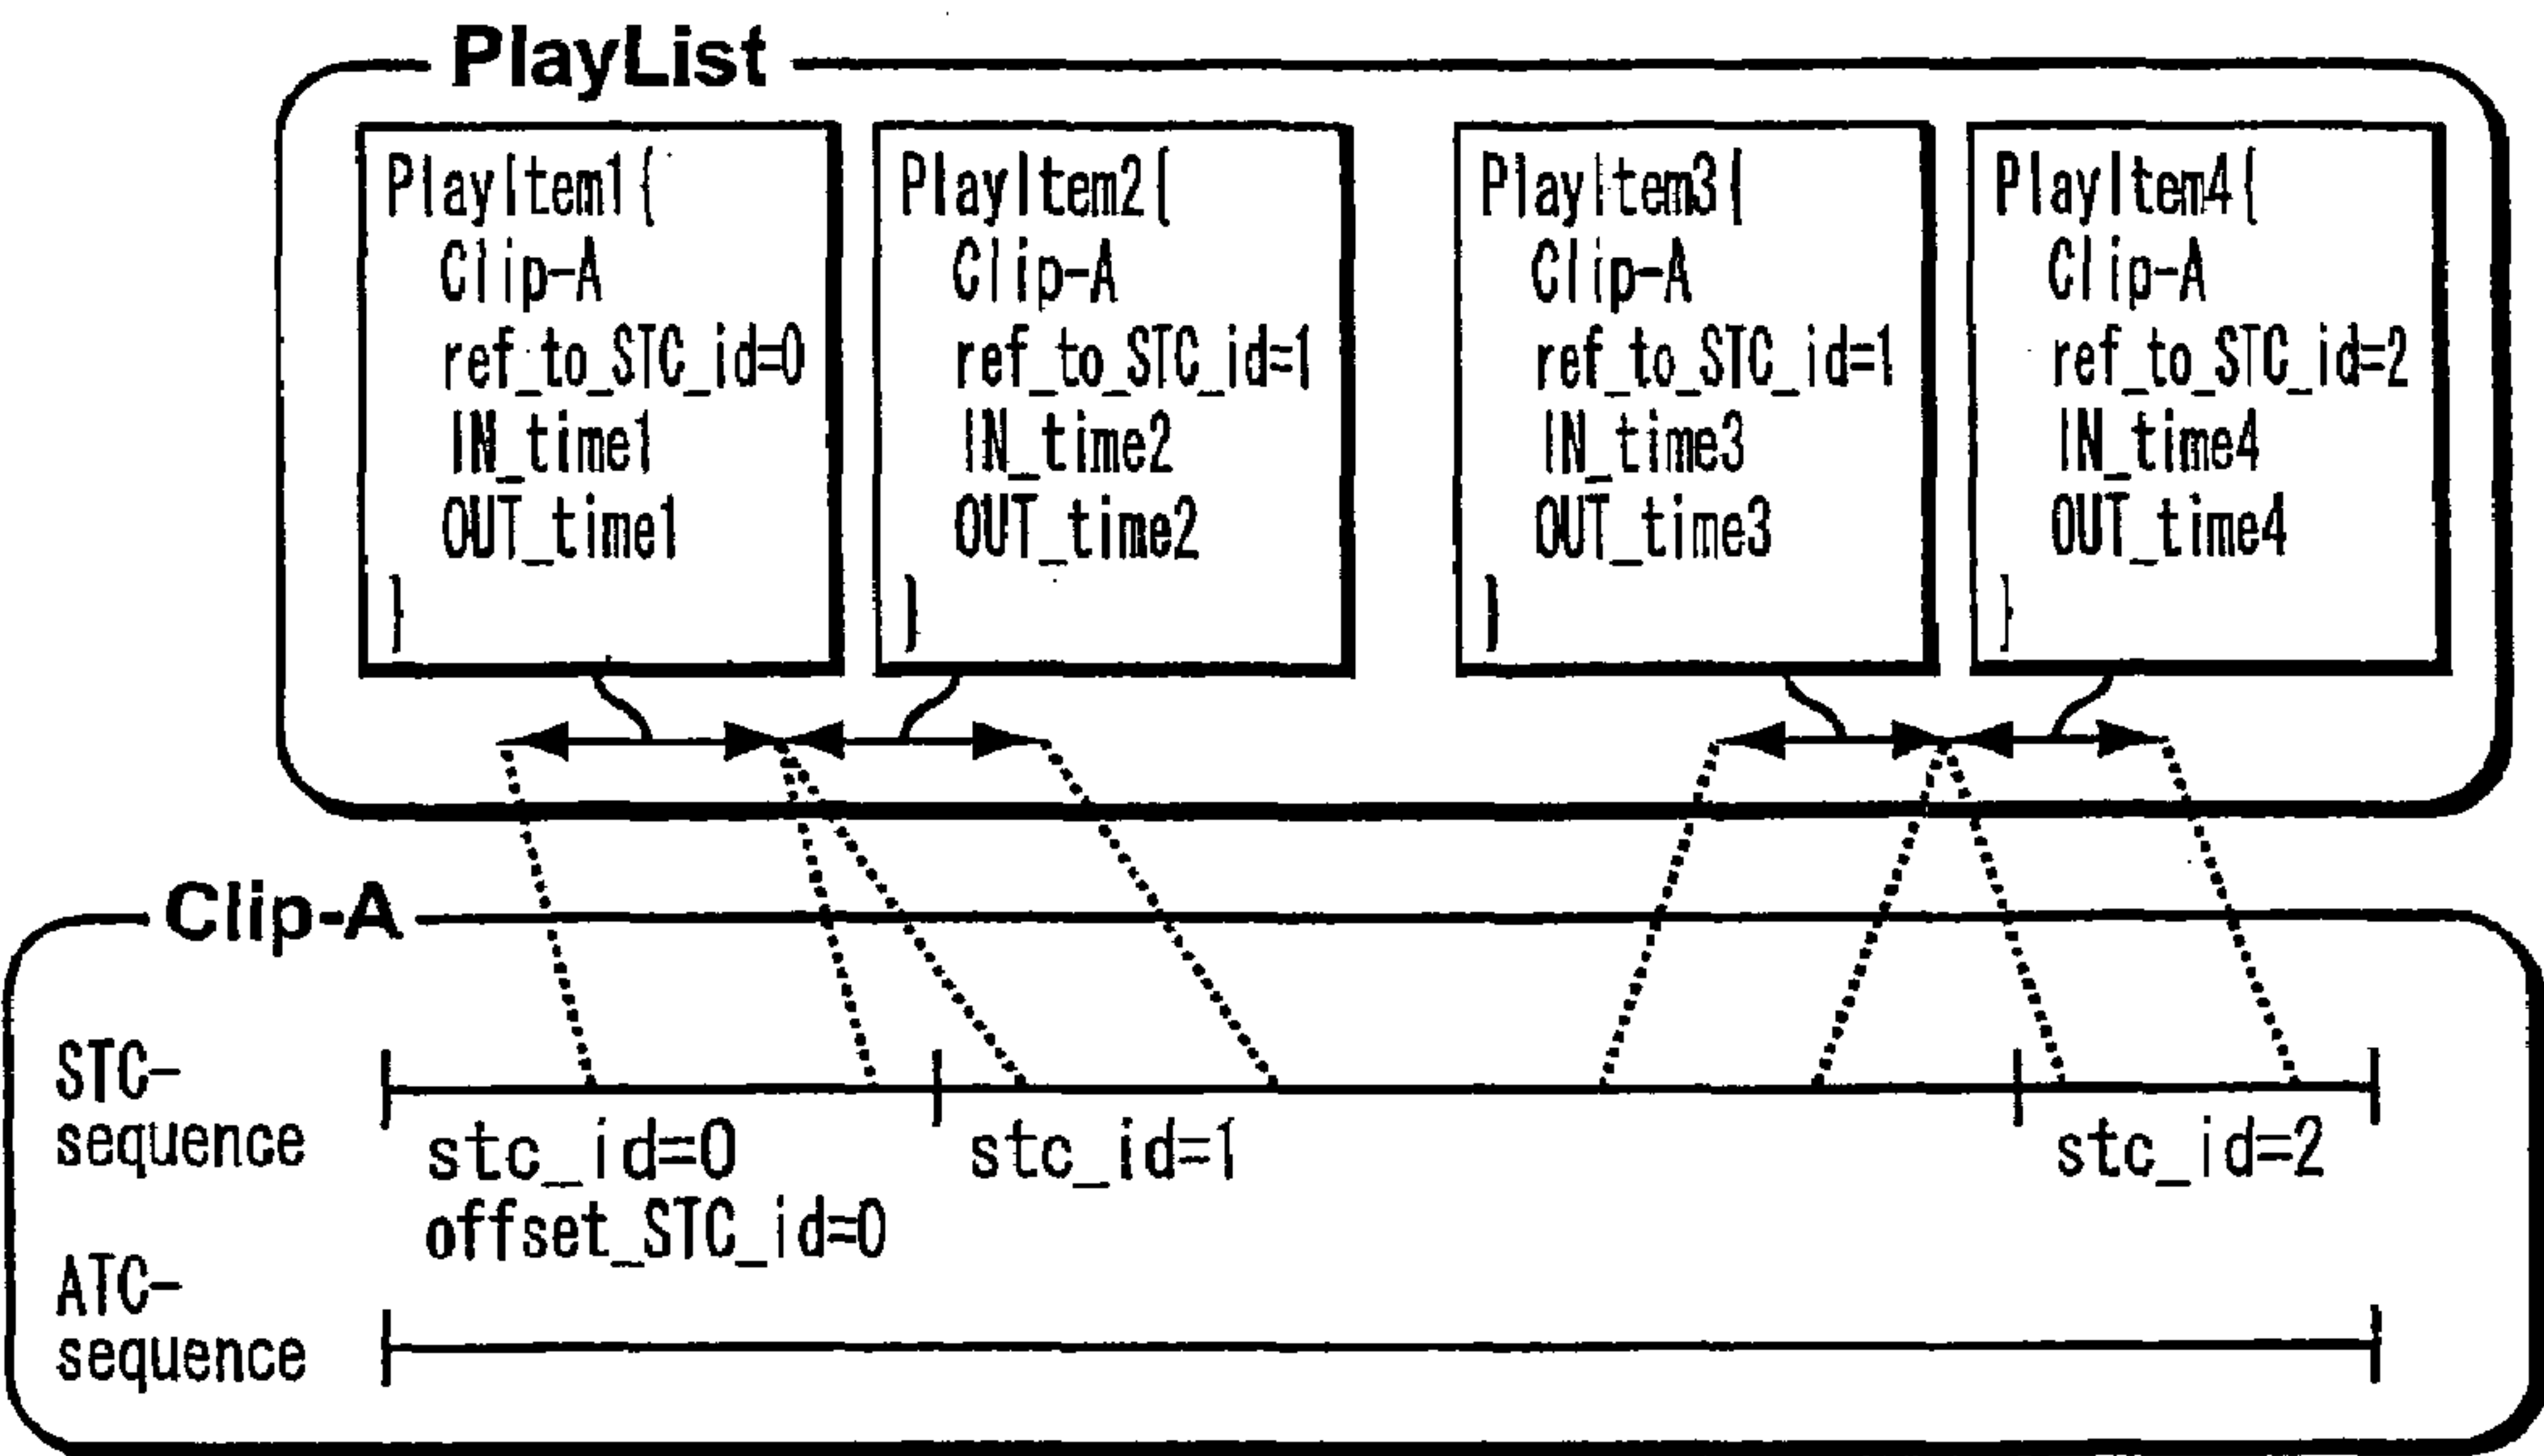 PlayList
PlayItem1{
Clip-A
ref_to_STC_id=0
IN_time1
OUT_time1
}
PlayItem2{
Clip-A
ref_to_STC_id=1
IN_time2
OUT_time2
}
PlayItem3{
Clip-A
ref_to_STC_id=1
IN_time3
OUT_time3
}
PlayItem4{
Clip-A
ref_to_STC_id=2
IN_time4
OUT_time4
}
Clip-A
STC-
sequence
stc_id=0
offset_STC_id=0
stc_id=1
stc_id=2
ATC-
sequence